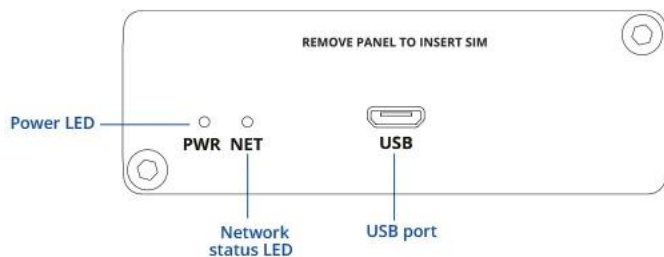 REMOVE PANEL TO INSERT SIM
Power LED
PWR NET
USB
Network
status LED
USB port